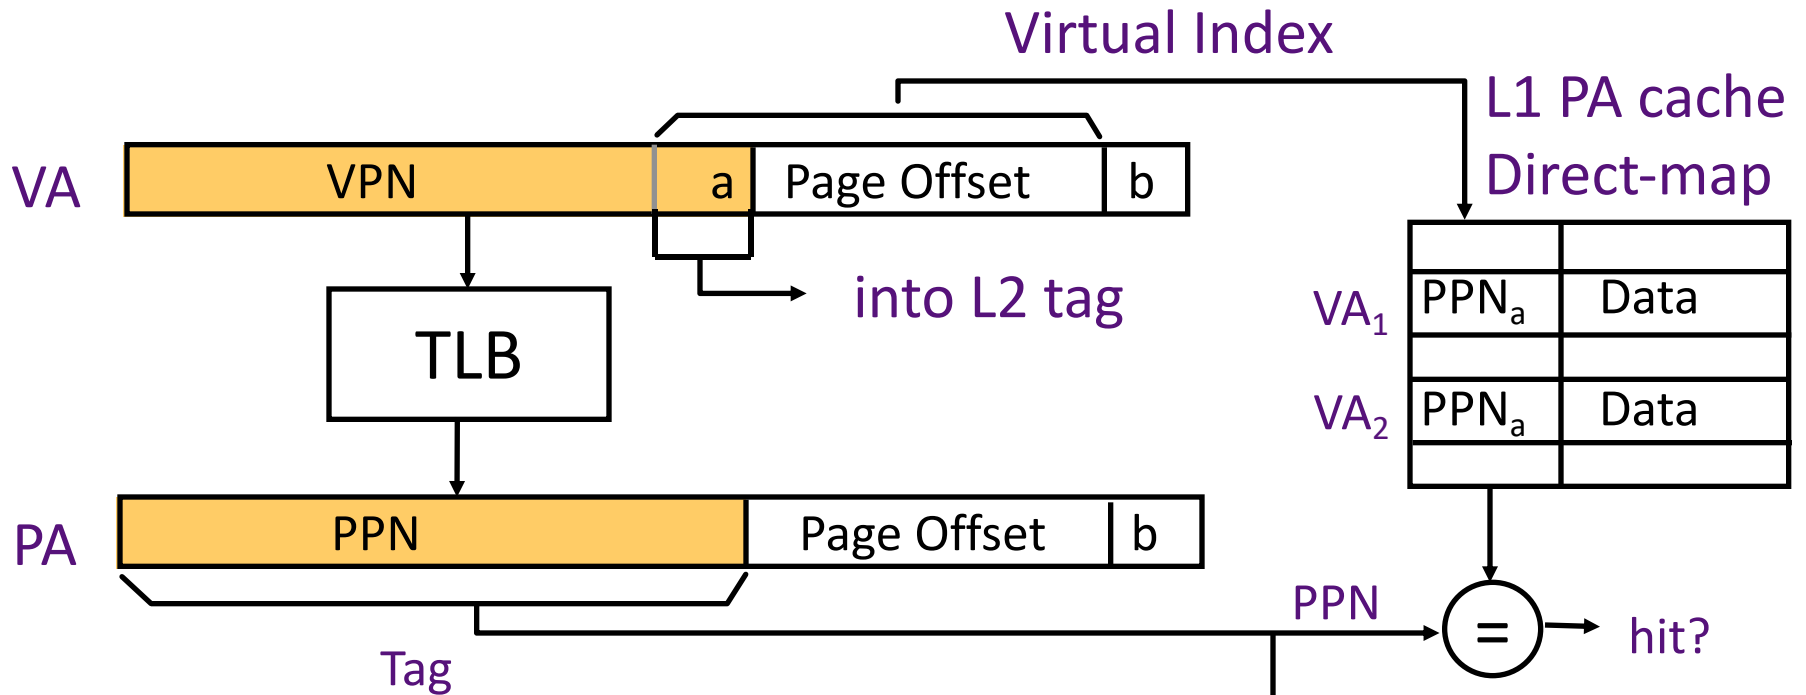 Virtual Index
L1 PA cache
Direct-map
VA
VPN
a
Page Offset
b
into L2 tag
TLB
VA₁
PPNₐ
Data
VA₂
PPNₐ
Data
PA
PPN
Page Offset
b
PPN
=
hit?
Tag